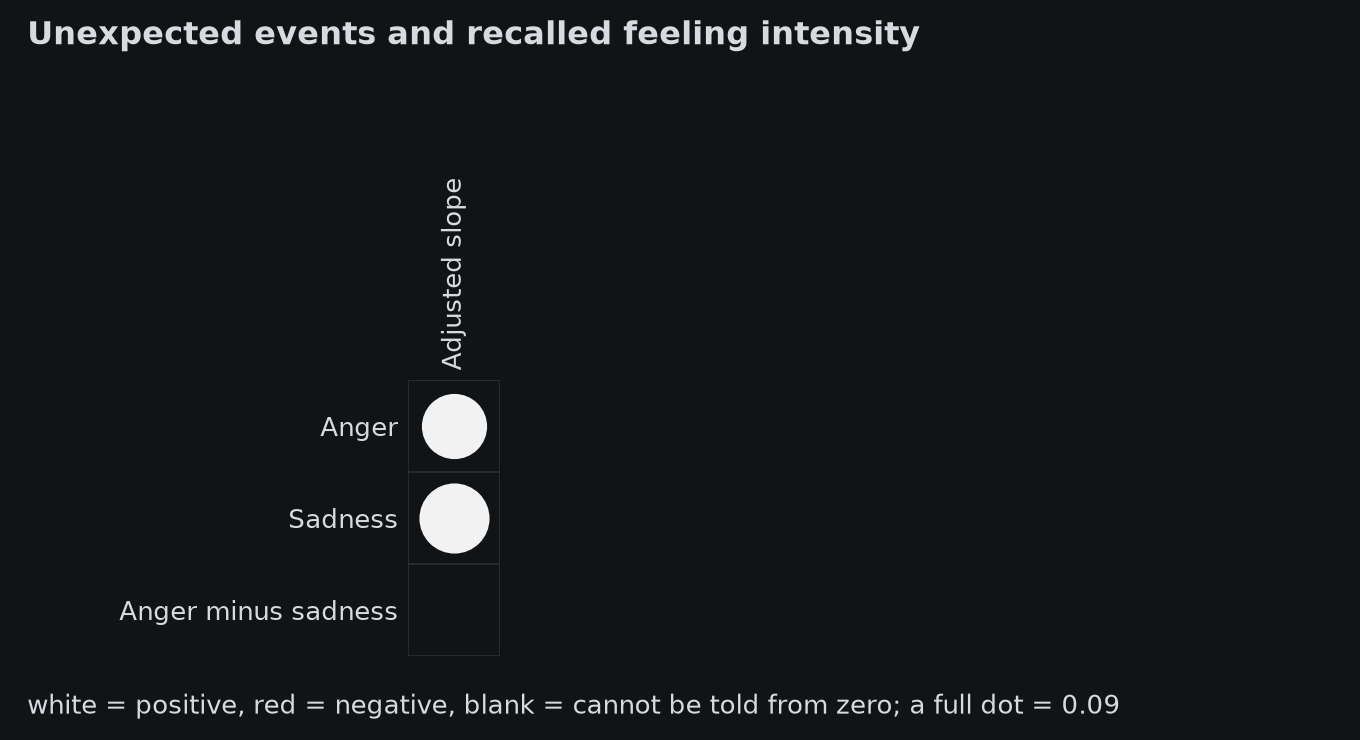 Unexpected events and recalled feeling intensity
Adjusted slope
Anger
Sadness
Anger minus sadness
white = positive, red = negative, blank = cannot be told from zero; a full dot = 0.09